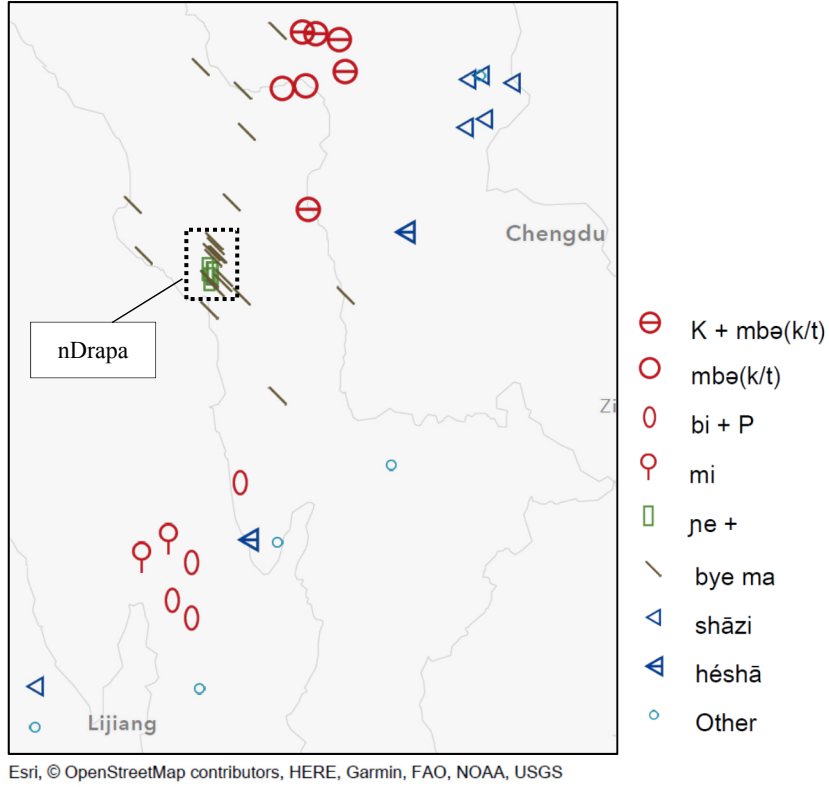 Chengdu
nDrapa
Zi
Lijiang
K + mbə(k/t)
mbə(k/t)
bi + P
mi
ɲe +
bye ma
shāzi
héshā
Other
Esri, © OpenStreetMap contributors, HERE, Garmin, FAO, NOAA, USGS